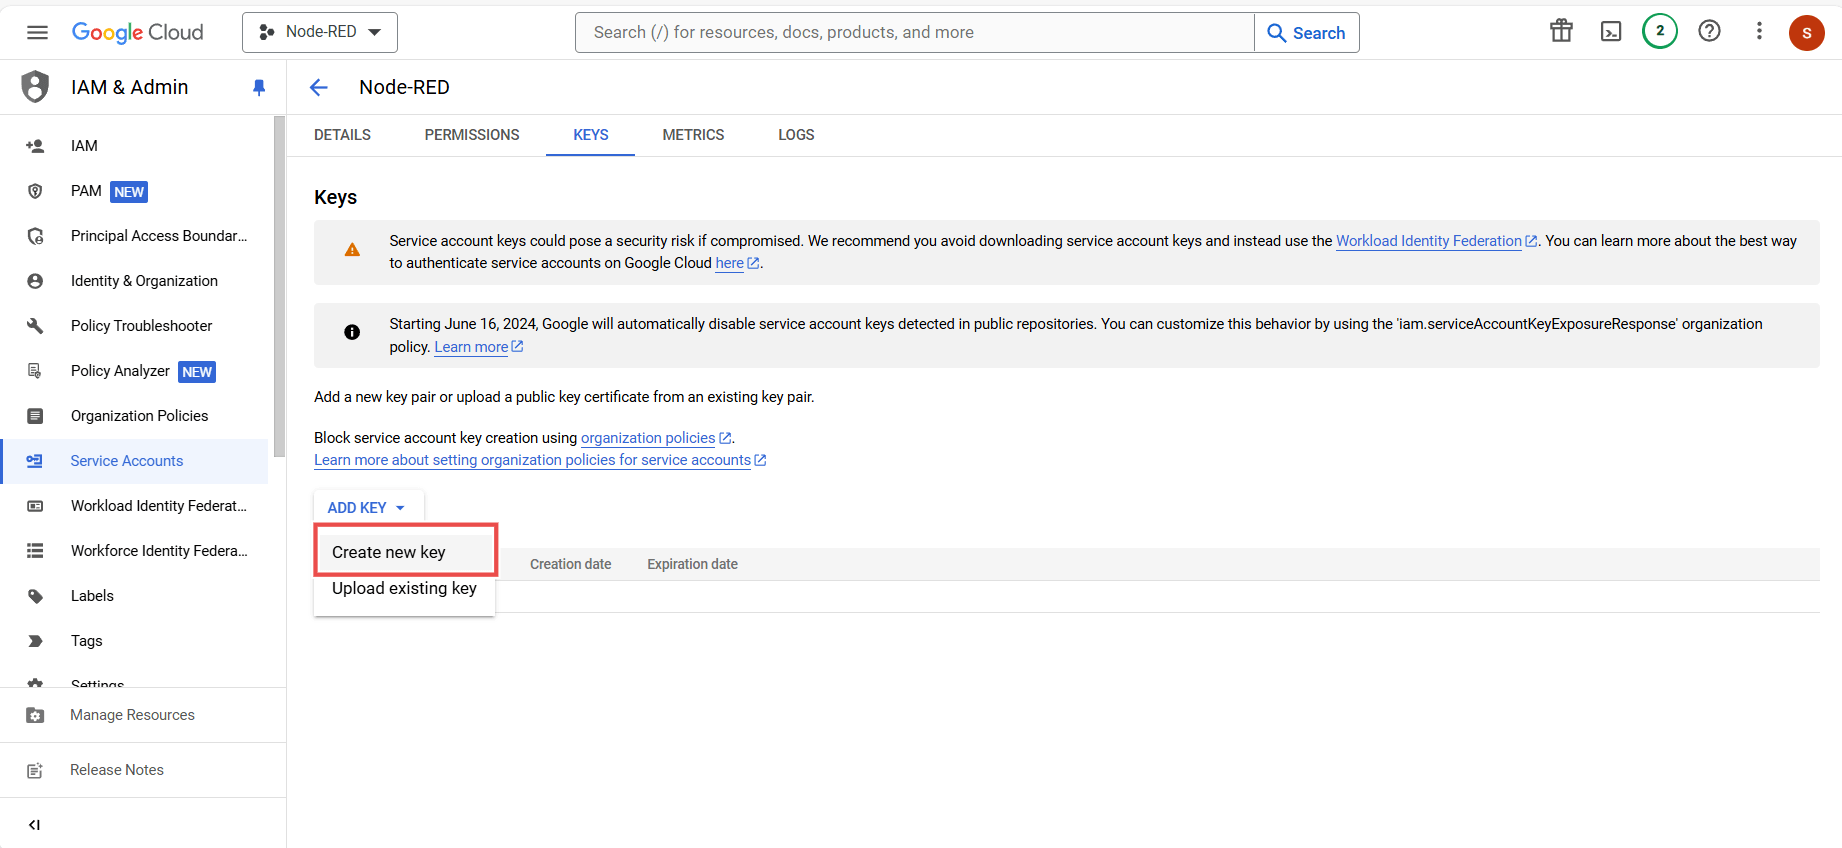 Google Cloud
Node-RED
Search (/) for resources, docs, products, and more
Search
2
S
IAM & Admin
Node-RED
DETAILS
PERMISSIONS
KEYS
METRICS
LOGS
IAM
PAM NEW
Principal Access Boundar...
Identity & Organization
Policy Troubleshooter
Policy Analyzer NEW
Organization Policies
Service Accounts
Workload Identity Federat...
Workforce Identity Federa...
Labels
Tags
Settings
Manage Resources
Release Notes
Keys
Service account keys could pose a security risk if compromised. We recommend you avoid downloading service account keys and instead use the Workload Identity Federation. You can learn more about the best way
to authenticate service accounts on Google Cloud here.
Starting June 16, 2024, Google will automatically disable service account keys detected in public repositories. You can customize this behavior by using the 'iam.serviceAccountKeyExposureResponse' organization
policy. Learn more
Add a new key pair or upload a public key certificate from an existing key pair.
Block service account key creation using organization policies.
Learn more about setting organization policies for service accounts
ADD KEY
Create new key
Upload existing key
Creation date
Expiration date